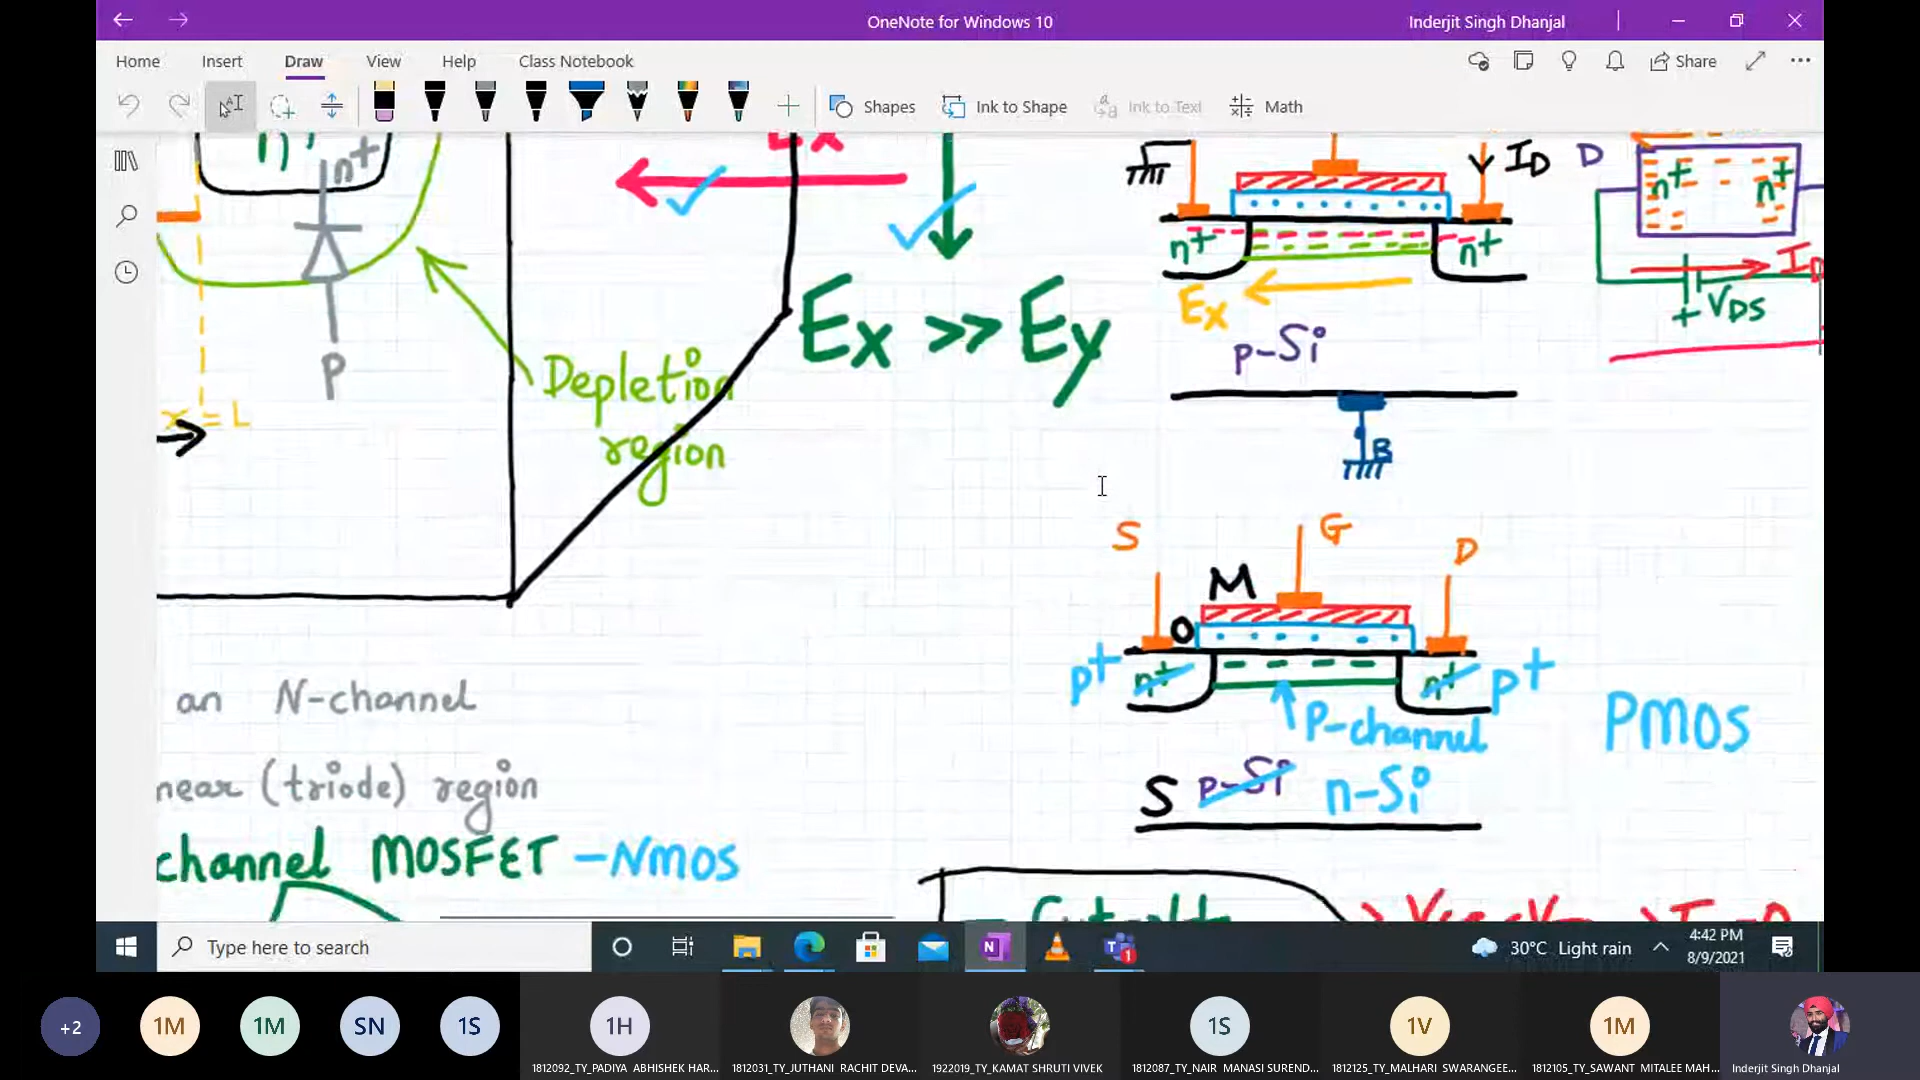 OneNote for Windows 10
Inderjit Singh Dhanjal
Home Insert Draw View Help Class Notebook
Share
Shapes Ink to Shape Ink to Text Math
Ex
n+
n+
P
x = L
Depletion
region
Ex >> Ey
ID
n+ n+
Ex
p-Si
B
D
n+ n+
ID
+ VDS
S G D
M
O
p+ n+ n+ p+
P-channel
PMOS
S p-Si n-Si
an N-channel
near (triode) region
channel MOSFET - Nmos
Type here to search
30°C Light rain
4:42 PM
8/9/2021
N
1
+2 1M 1M SN 1S 1H 1S 1V 1M
1812092_TY_PADIYA ABHISHEK HAR...
1812031_TY_JUTHANI RACHIT DEVA...
1922019_TY_KAMAT SHRUTI VIVEK
1812087_TY_NAIR MANASI SUREND...
1812125_TY_MALHARI SWARANGEE...
1812105_TY_SAWANT MITALEE MAH...
Inderjit Singh Dhanjal